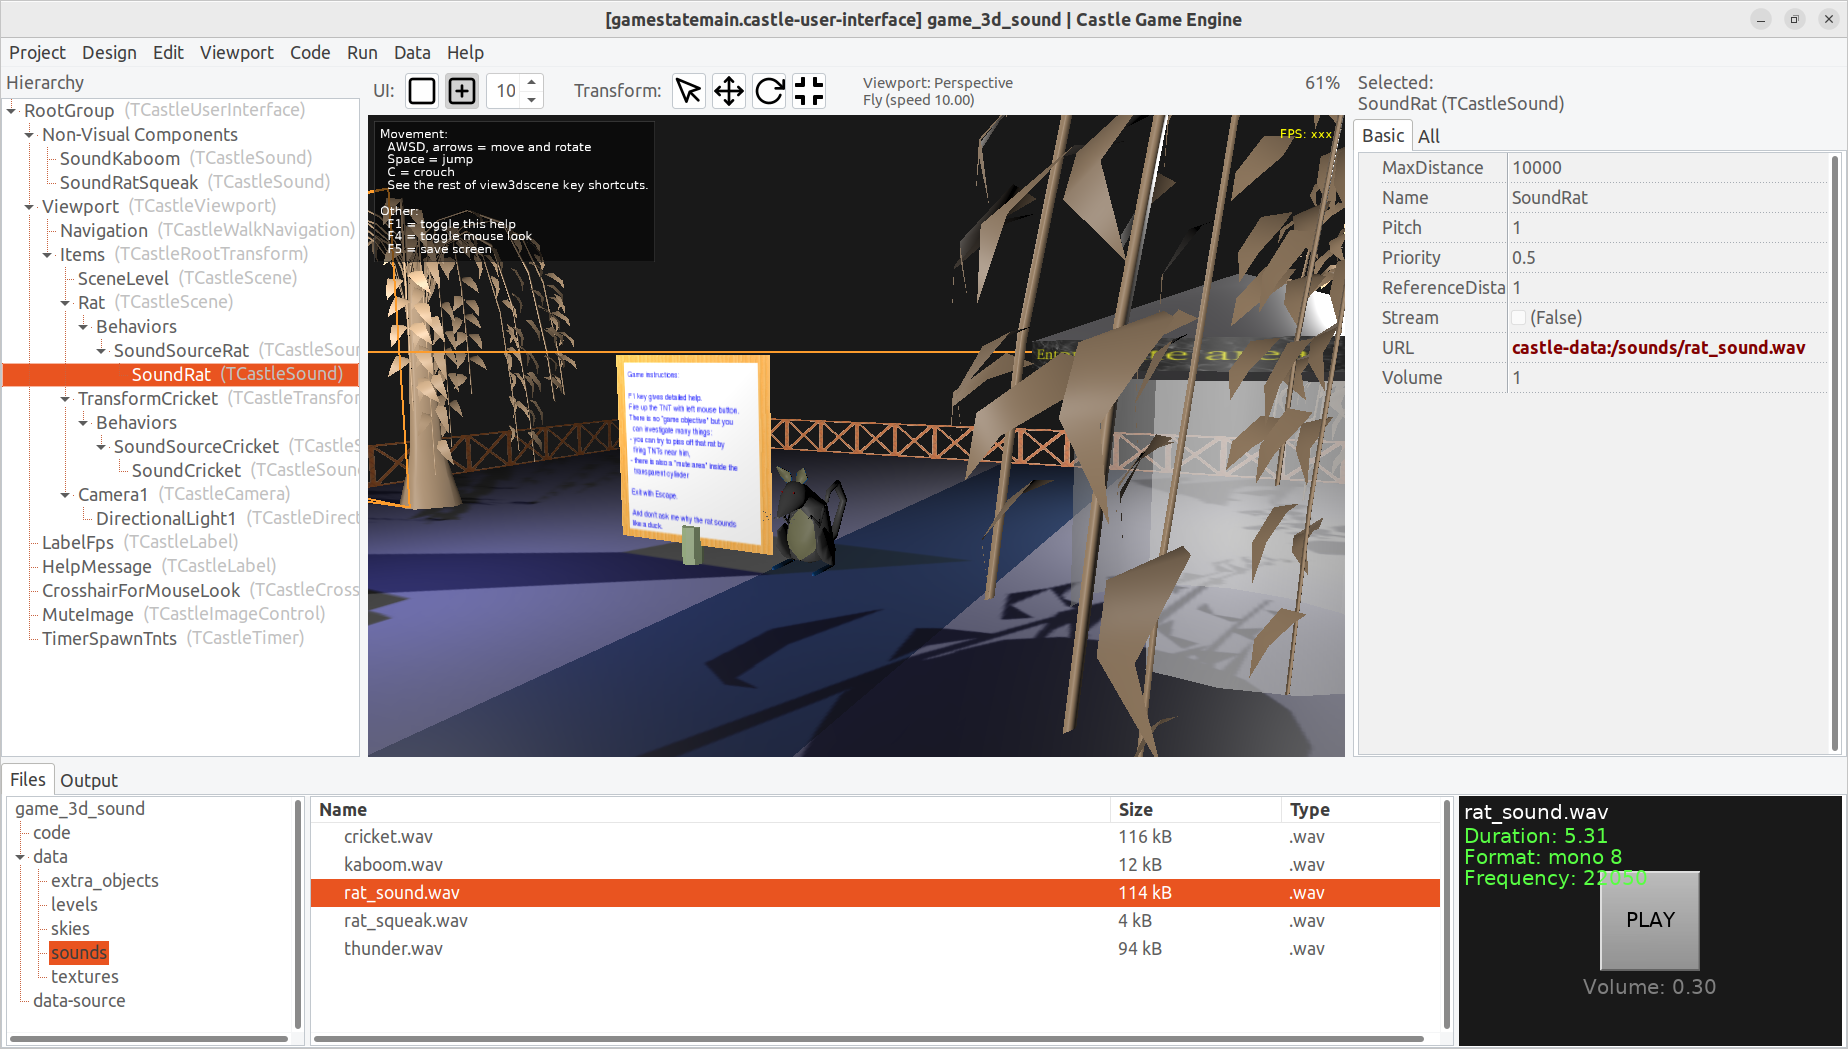 [gamestatemain.castle-user-interface] game_3d_sound | Castle Game Engine
Project Design Edit Viewport Code Run Data Help
Hierarchy
RootGroup (TCastleUserInterface)
Non-Visual Components
SoundKaboom (TCastleSound)
SoundRatSqueak (TCastleSound)
Viewport (TCastleViewport)
Navigation (TCastleWalkNavigation)
Items (TCastleRootTransform)
SceneLevel (TCastleScene)
Rat (TCastleScene)
Behaviors
SoundSourceRat (TCastleSour
SoundRat (TCastleSound)
TransformCricket (TCastleTransfor
Behaviors
SoundSourceCricket (TCastleS
SoundCricket (TCastleSoun
Camera1 (TCastleCamera)
DirectionalLight1 (TCastleDirect
LabelFps (TCastleLabel)
HelpMessage (TCastleLabel)
CrosshairForMouseLook (TCastleCross
MuteImage (TCastleImageControl)
TimerSpawnTnts (TCastleTimer)
UI: 10 Transform:
Viewport: Perspective
Fly (speed 10.00)
61%
Movement:
AWSD, arrows = move and rotate
Space = jump
C = crouch
See the rest of view3dscene key shortcuts.
Other:
F1 = toggle this help
F4 = toggle mouse look
F5 = save screen
FPS: xxx
Game instructions:
F1 key gives detailed help.
Fire up the TNT with left mouse button.
There is no "game objective" but you
can investigate many things:
- you can try to piss off that rat by
firing TNTs near him,
- there is also a "mute area" inside the
transparent cylinder
Exit with Escape.
And don't ask me why the rat sounds
like a duck.
Selected:
SoundRat (TCastleSound)
Basic All
MaxDistance 10000
Name SoundRat
Pitch 1
Priority 0.5
ReferenceDista 1
Stream (False)
URL castle-data:/sounds/rat_sound.wav
Volume 1
Files Output
game_3d_sound
code
data
extra_objects
levels
skies
sounds
textures
data-source
Name Size Type
cricket.wav 116 kB .wav
kaboom.wav 12 kB .wav
rat_sound.wav 114 kB .wav
rat_squeak.wav 4 kB .wav
thunder.wav 94 kB .wav
rat_sound.wav
Duration: 5.31
Format: mono 8
Frequency: 22050
PLAY
Volume: 0.30